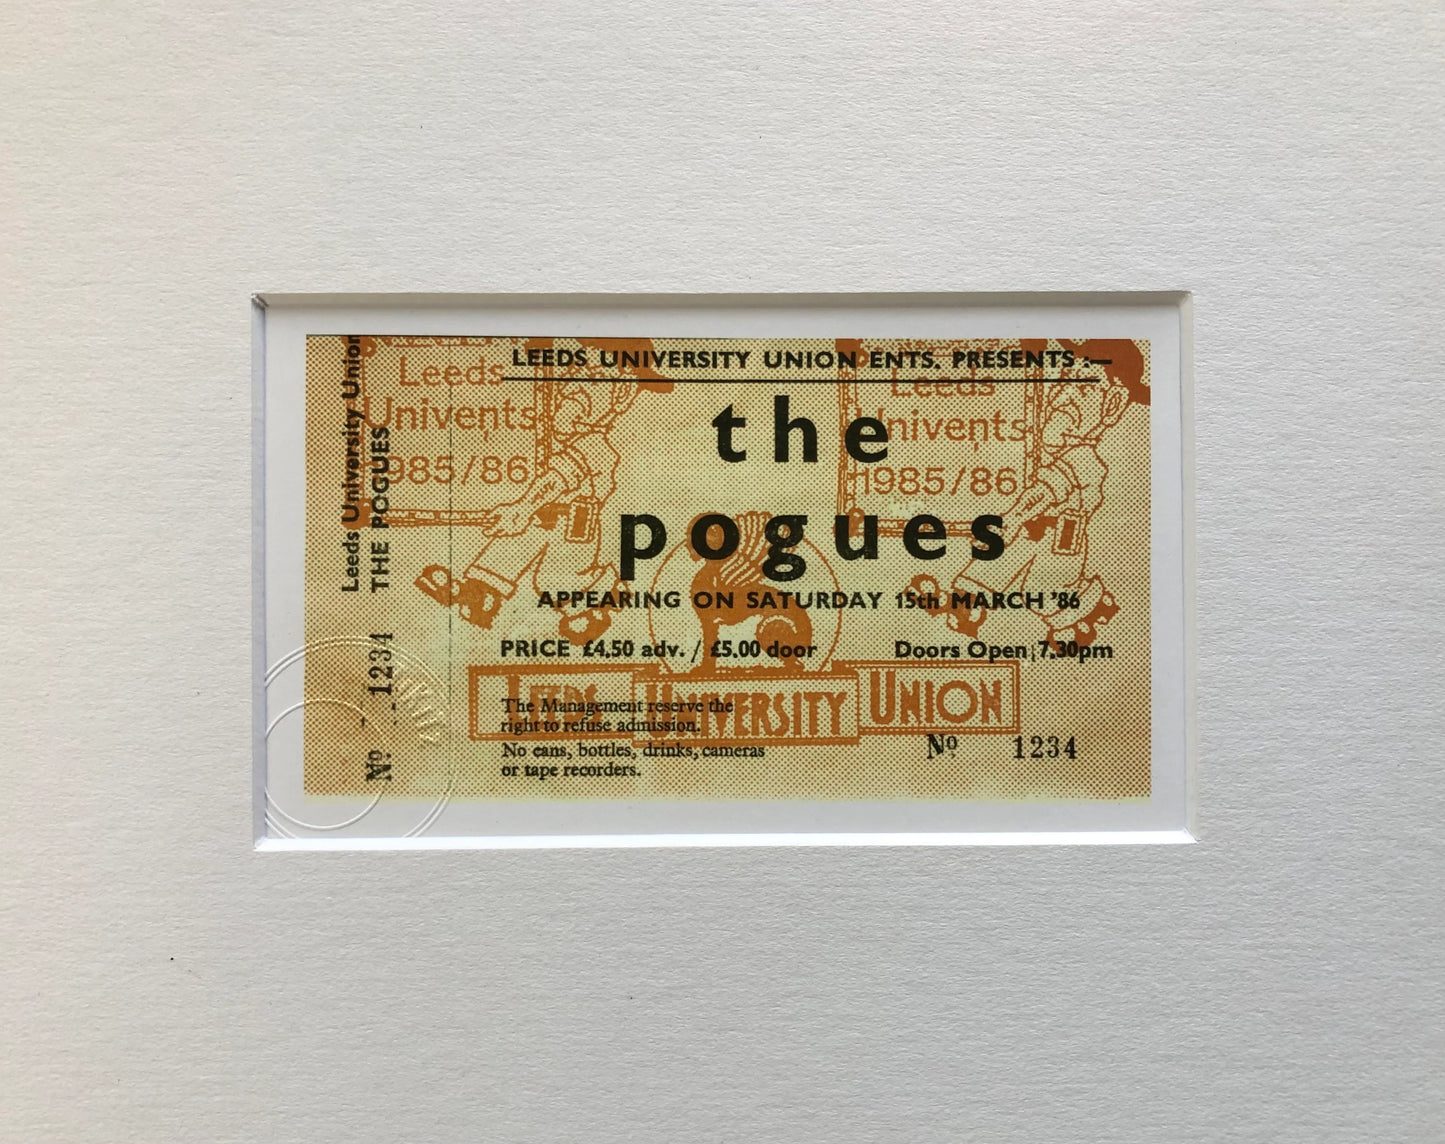 LEEDS UNIVERSITY UNION ENTS. PRESENTS :—
the
pogues
APPEARING ON SATURDAY 15th MARCH '86
PRICE £4.50 adv. / £5.00 door
Doors Open 7.30pm
The Management reserve the
right to refuse admission.
No cans, bottles, drinks, cameras
or tape recorders.
No 1234
Leeds University Union
THE POGUES
No 1234
Leeds
Univents
1985/86
Leeds
Univents
1985/86
LEEDS UNIVERSITY UNION